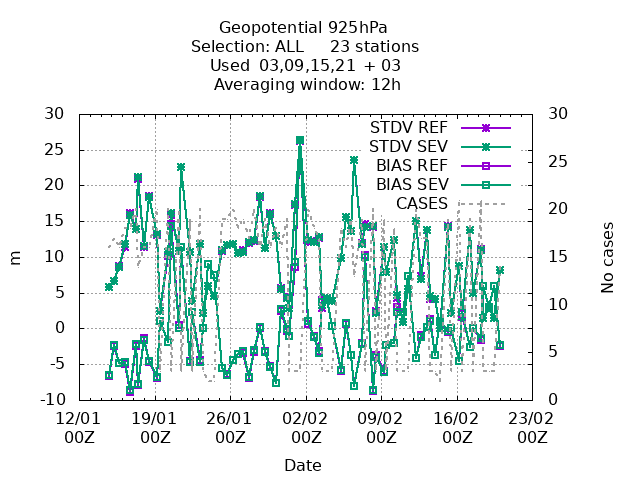 Geopotential 925hPa
Selection: ALL 23 stations
Used 03,09,15,21 + 03
Averaging window: 12h
30 30
STDV REF
STDV SEV
BIAS REF
BIAS SEV
CASES
25 25
20 20
15 15
10 10
5 5
0 0
-5
-10
m
No cases
12/01 19/01 26/01 02/02 09/02 16/02 23/02
00Z 00Z 00Z 00Z 00Z 00Z 00Z
Date